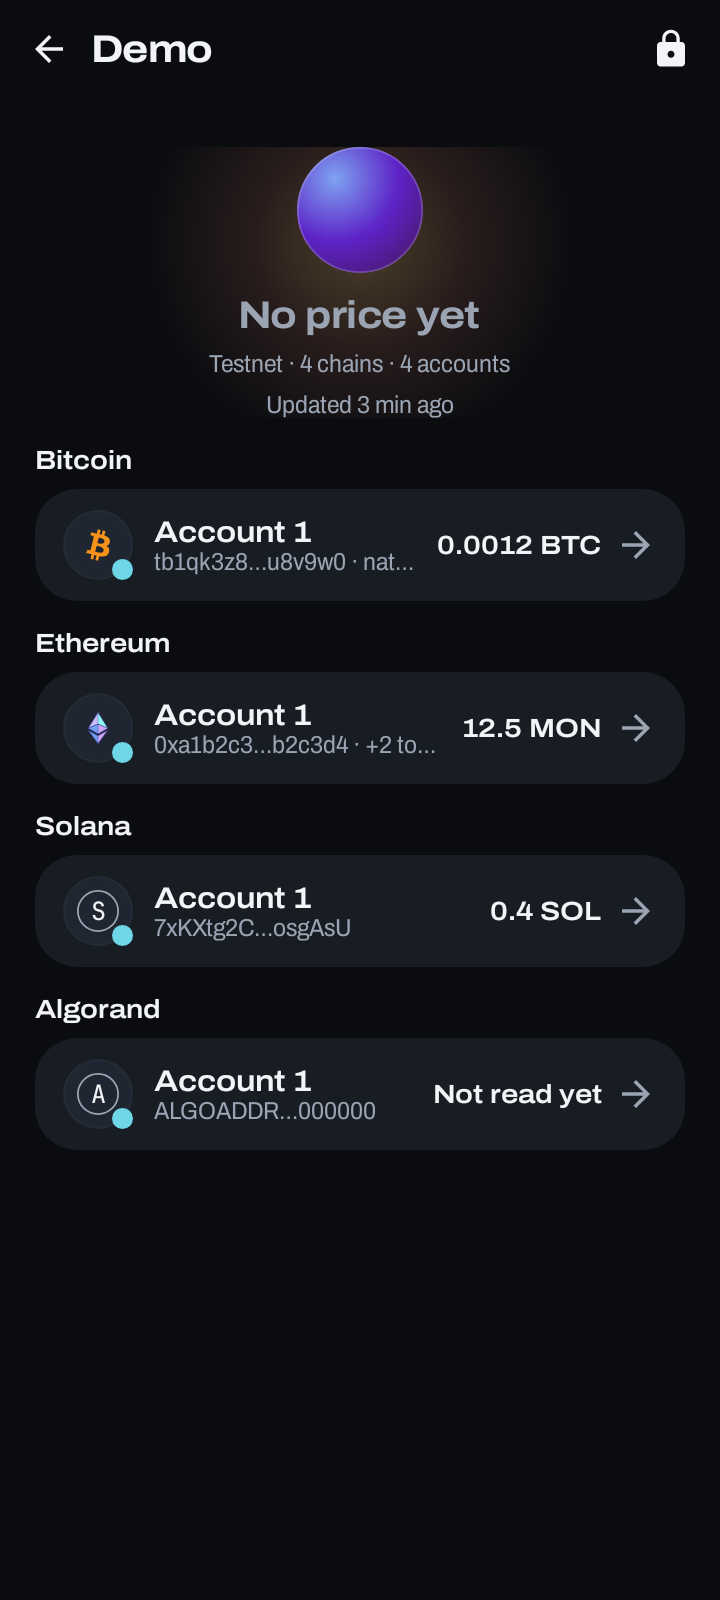 Demo
No price yet
Testnet · 4 chains · 4 accounts
Updated 3 min ago
Bitcoin
Account 1
tb1qk3z8...u8v9w0 · nat...
0.0012 BTC
Ethereum
Account 1
0xa1b2c3...b2c3d4 · +2 to...
12.5 MON
Solana
S
Account 1
7xKXtg2C...osgAsU
0.4 SOL
Algorand
A
Account 1
ALGOADDR...000000
Not read yet